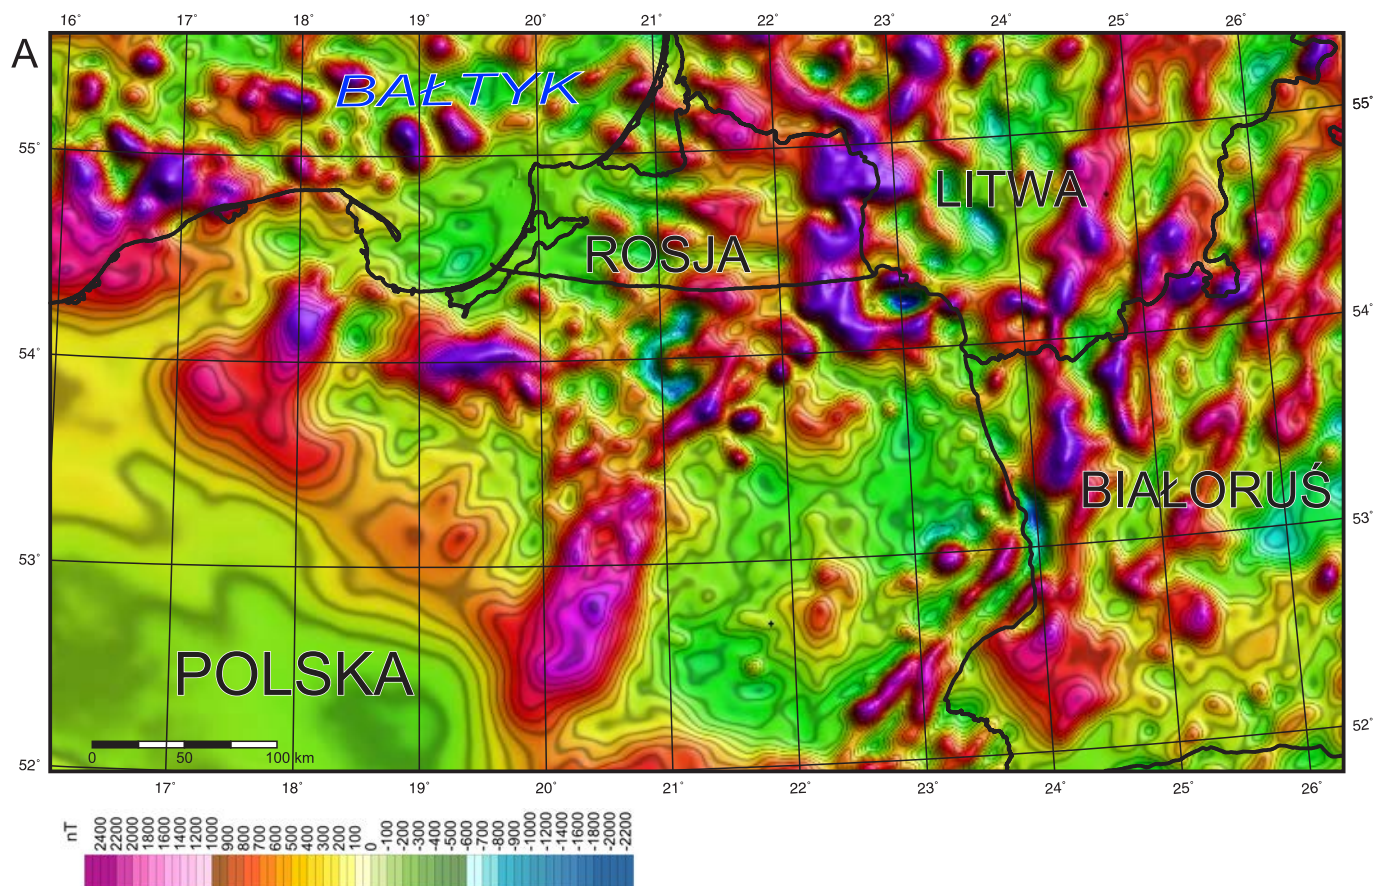 16° 17° 18° 19° 20° 21° 22° 23° 24° 25° 26°
A
BAŁTYK
55° 55°
LITWA
ROSJA
54° 54°
BIAŁORUŚ
53° 53°
POLSKA
52° 52°
0 50 100 km
17° 18° 19° 20° 21° 22° 23° 24° 25° 26°
nT 2400 2200 2000 1800 1600 1400 1200 1000 900 800 700 600 500 400 300 200 100 0 -100 -200 -300 -400 -500 -600 -700 -800 -900 -1000 -1200 -1400 -1600 -1800 -2000 -2200